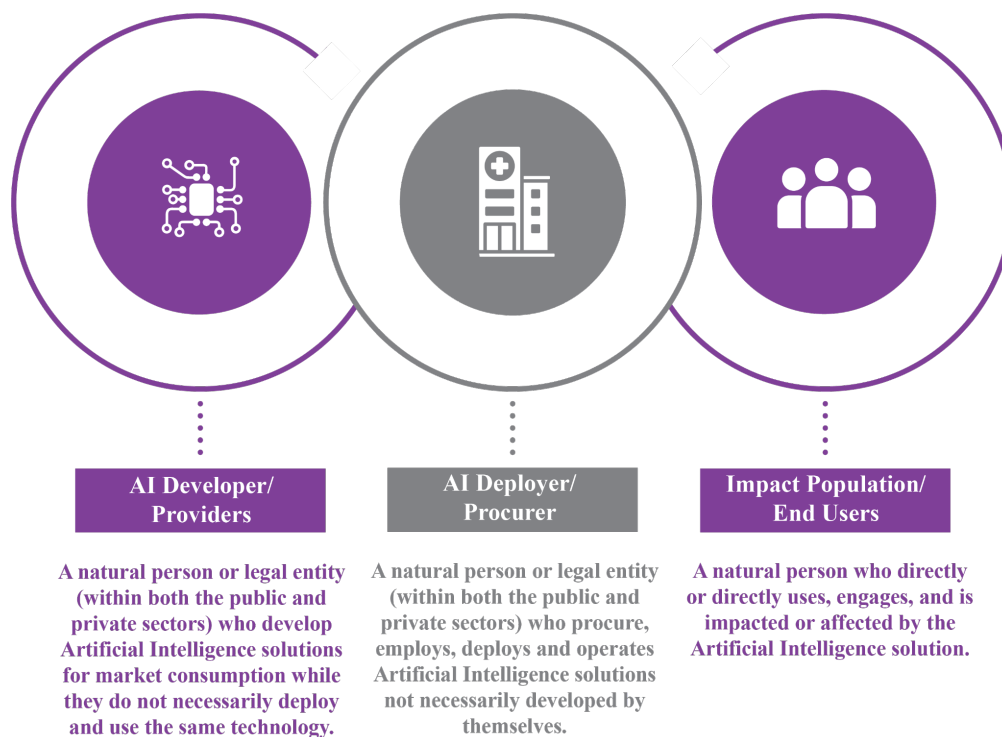 AI Developer/
Providers
A natural person or legal entity
(within both the public and
private sectors) who develop
Artificial Intelligence solutions
for market consumption while
they do not necessarily deploy
and use the same technology.
AI Deployer/
Procurer
A natural person or legal entity
(within both the public and
private sectors) who procure,
employs, deploys and operates
Artificial Intelligence solutions
not necessarily developed by
themselves.
Impact Population/
End Users
A natural person who directly
or directly uses, engages, and is
impacted or affected by the
Artificial Intelligence solution.